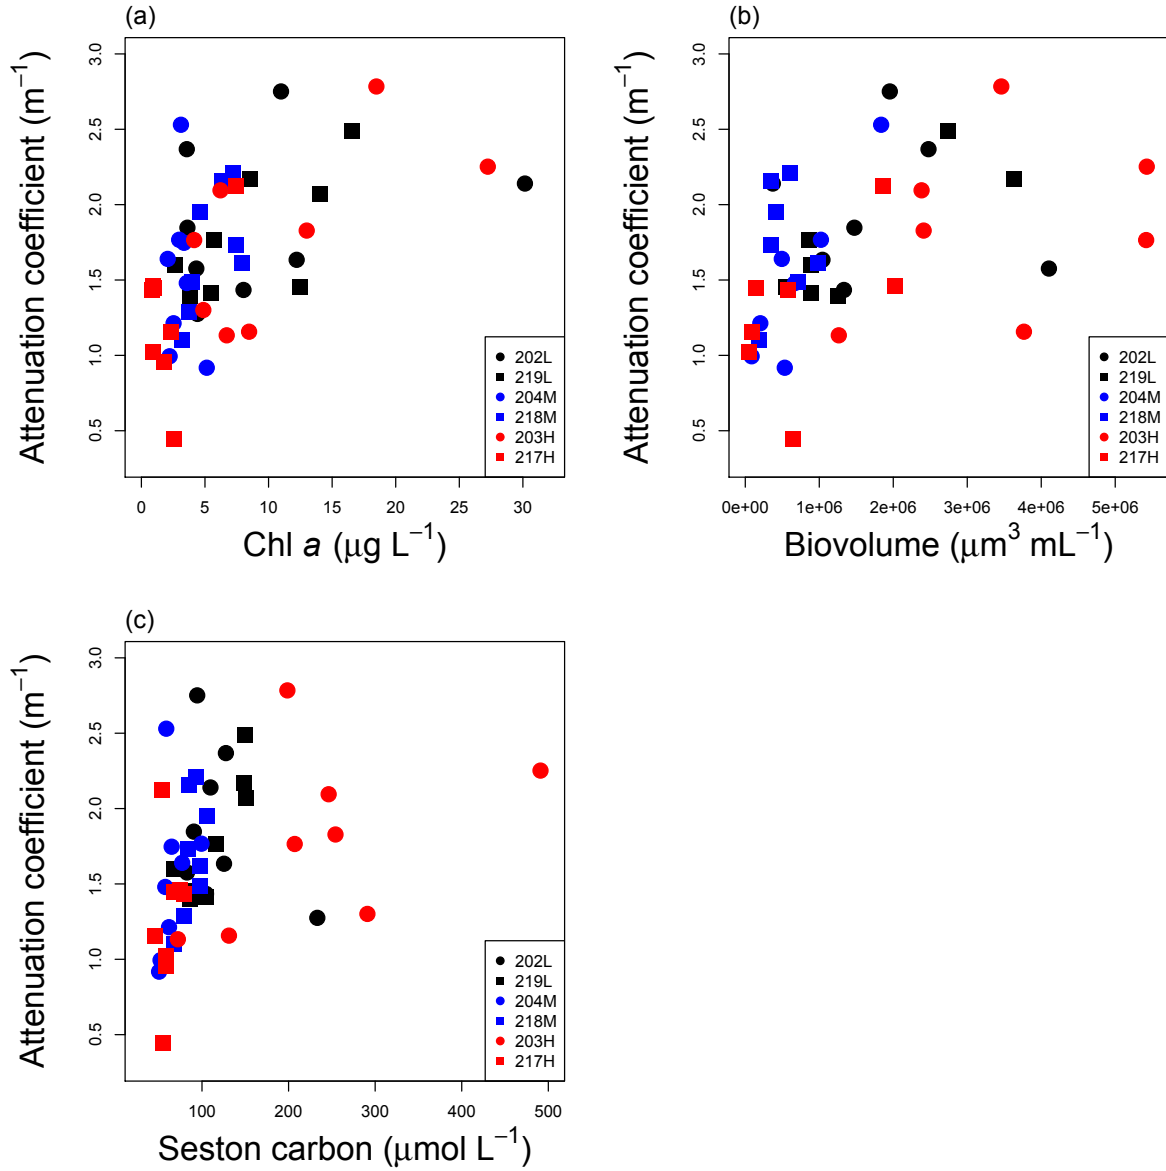 (a)
Attenuation coefficient (m⁻¹)
3.0
2.5
2.0
1.5
1.0
0.5
0 5 10 15 20 25 30
Chl a (μg L⁻¹)
202L
219L
204M
218M
203H
217H
(b)
Attenuation coefficient (m⁻¹)
3.0
2.5
2.0
1.5
1.0
0.5
0e+00 1e+06 2e+06 3e+06 4e+06 5e+06
Biovolume (μm³ mL⁻¹)
202L
219L
204M
218M
203H
217H
(c)
Attenuation coefficient (m⁻¹)
3.0
2.5
2.0
1.5
1.0
0.5
100 200 300 400 500
Seston carbon (μmol L⁻¹)
202L
219L
204M
218M
203H
217H